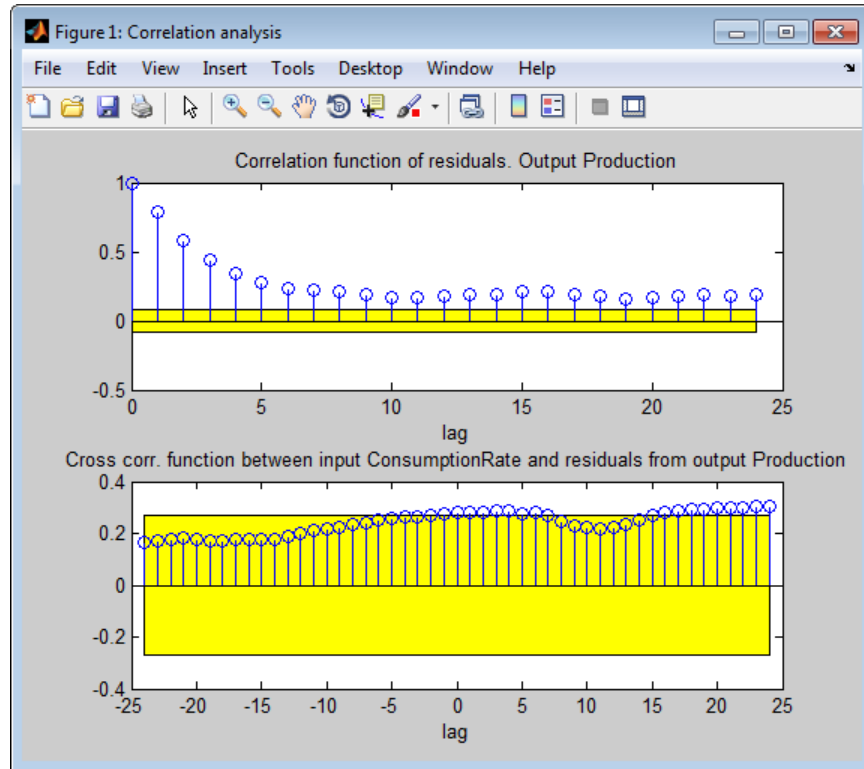 Figure 1: Correlation analysis
File Edit View Insert Tools Desktop Window Help
Correlation function of residuals. Output Production
1
0.5
0
-0.5
0 5 10 15 20 25
lag
Cross corr. function between input ConsumptionRate and residuals from output Production
0.4
0.2
0
-0.2
-0.4
-25 -20 -15 -10 -5 0 5 10 15 20 25
lag